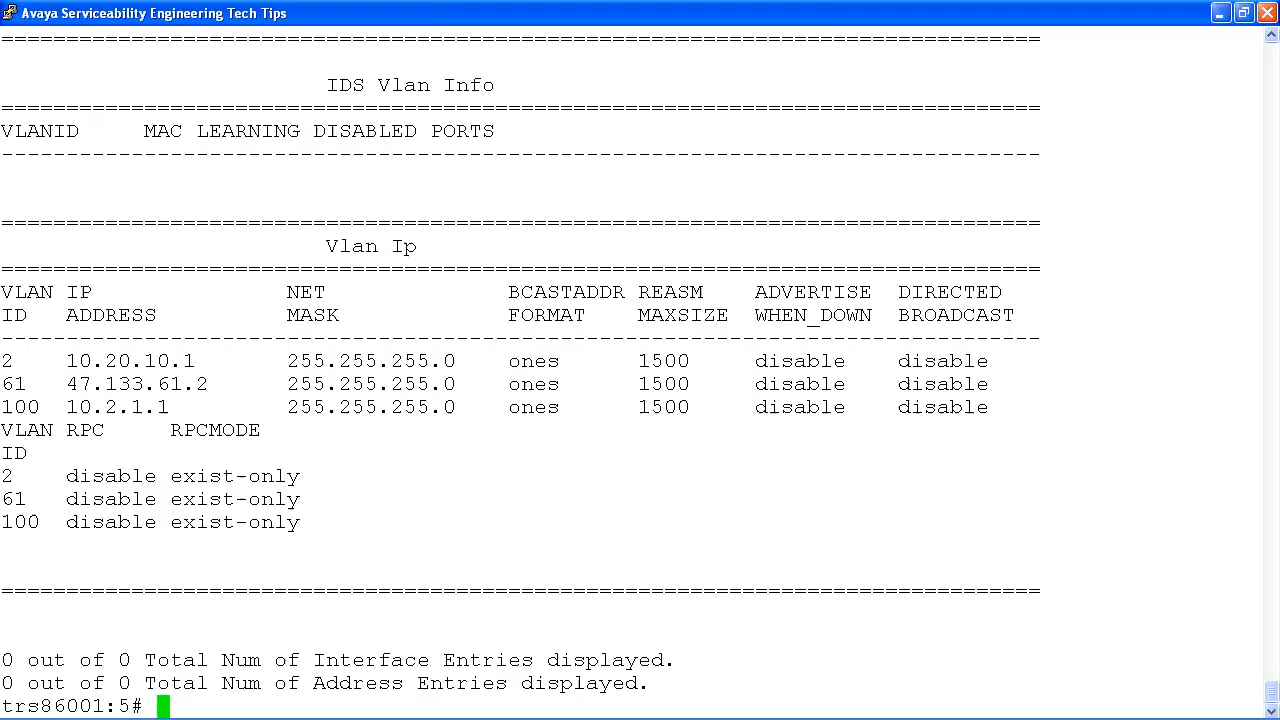 Avaya Serviceability Engineering Tech Tips
================================================================================
IDS Vlan Info
================================================================================
VLANID     MAC LEARNING DISABLED PORTS
--------------------------------------------------------------------------------
================================================================================
Vlan Ip
================================================================================
VLAN IP               NET              BCASTADDR REASM    ADVERTISE  DIRECTED
ID   ADDRESS          MASK             FORMAT    MAXSIZE  WHEN_DOWN  BROADCAST
--------------------------------------------------------------------------------
2    10.20.10.1       255.255.255.0    ones      1500     disable    disable
61   47.133.61.2      255.255.255.0    ones      1500     disable    disable
100  10.2.1.1         255.255.255.0    ones      1500     disable    disable
VLAN RPC     RPCMODE
ID
2    disable exist-only
61   disable exist-only
100  disable exist-only
================================================================================
0 out of 0 Total Num of Interface Entries displayed.
0 out of 0 Total Num of Address Entries displayed.
trs86001:5#